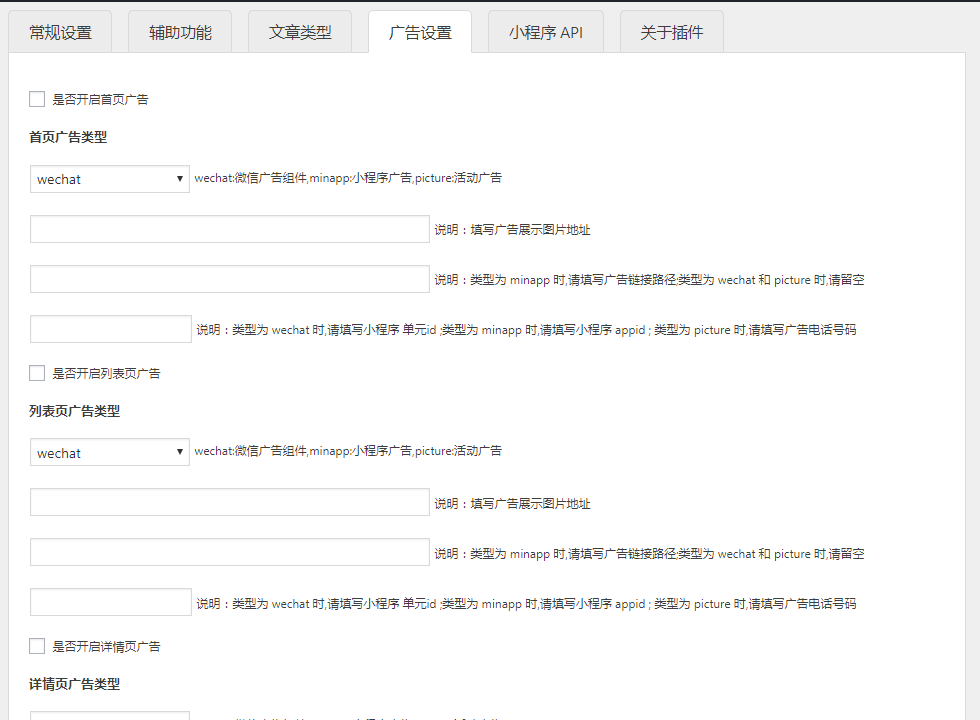 常规设置 辅助功能 文章类型 广告设置 小程序 API 关于插件
是否开启首页广告
首页广告类型
wechat wechat:微信广告组件,minapp:小程序广告,picture:活动广告
说明：填写广告展示图片地址
说明：类型为 minapp 时,请填写广告链接路径;类型为 wechat 和 picture 时,请留空
说明：类型为 wechat 时,请填写小程序 单元id ;类型为 minapp 时,请填写小程序 appid ; 类型为 picture 时,请填写广告电话号码
是否开启列表页广告
列表页广告类型
wechat wechat:微信广告组件,minapp:小程序广告,picture:活动广告
说明：填写广告展示图片地址
说明：类型为 minapp 时,请填写广告链接路径;类型为 wechat 和 picture 时,请留空
说明：类型为 wechat 时,请填写小程序 单元id ;类型为 minapp 时,请填写小程序 appid ; 类型为 picture 时,请填写广告电话号码
是否开启详情页广告
详情页广告类型